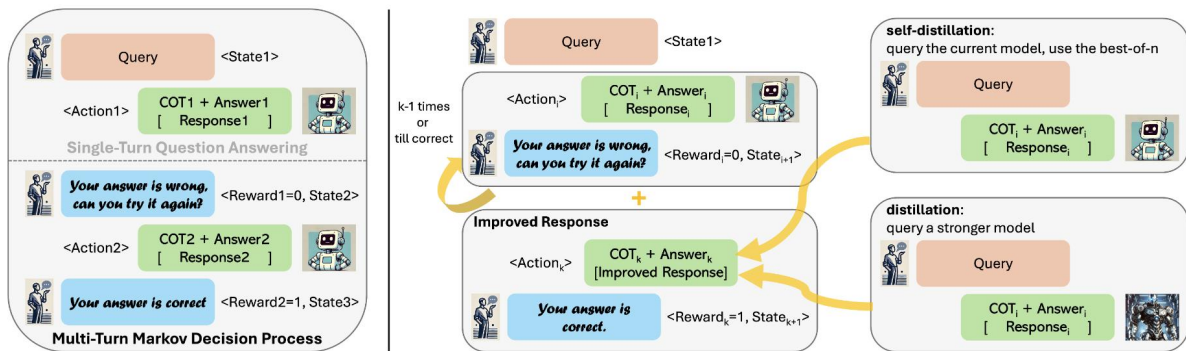 Query
<State1>
<Action1>
COT1 + Answer1
[ Response1 ]
Single-Turn Question Answering
Your answer is wrong,
can you try it again?
<Reward1=0, State2>
<Action2>
COT2 + Answer2
[ Response2 ]
Your answer is correct
<Reward2=1, State3>
Multi-Turn Markov Decision Process
Query
<State1>
k-1 times
or
till correct
<Actionᵢ>
COTᵢ + Answerᵢ
[ Responseᵢ ]
Your answer is wrong,
can you try it again?
<Rewardᵢ=0, Stateᵢ₊₁>
+
Improved Response
<Actionₖ>
COTₖ + Answerₖ
[Improved Response]
Your answer is
correct.
<Rewardₖ=1, Stateₖ₊₁>
self-distillation:
query the current model, use the best-of-n
Query
COTᵢ + Answerᵢ
[ Responseᵢ ]
distillation:
query a stronger model
Query
COTᵢ + Answerᵢ
[ Responseᵢ ]